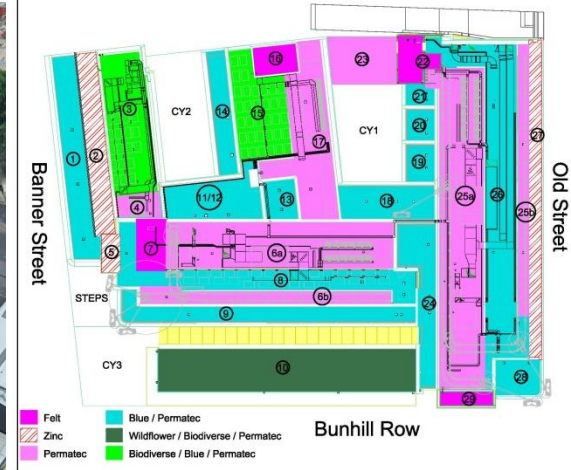 23
16
22
CY2
14
15
21
3
CY1
20
17
27
1
2
19
25a
26
25b
4
11/12
13
18
Banner Street
Old Street
5
7
6a
8
24
STEPS
6b
9
28
CY3
10
29
Felt
Blue / Permatec
Zinc
Wildflower / Biodiverse / Permatec
Permatec
Biodiverse / Blue / Permatec
Bunhill Row